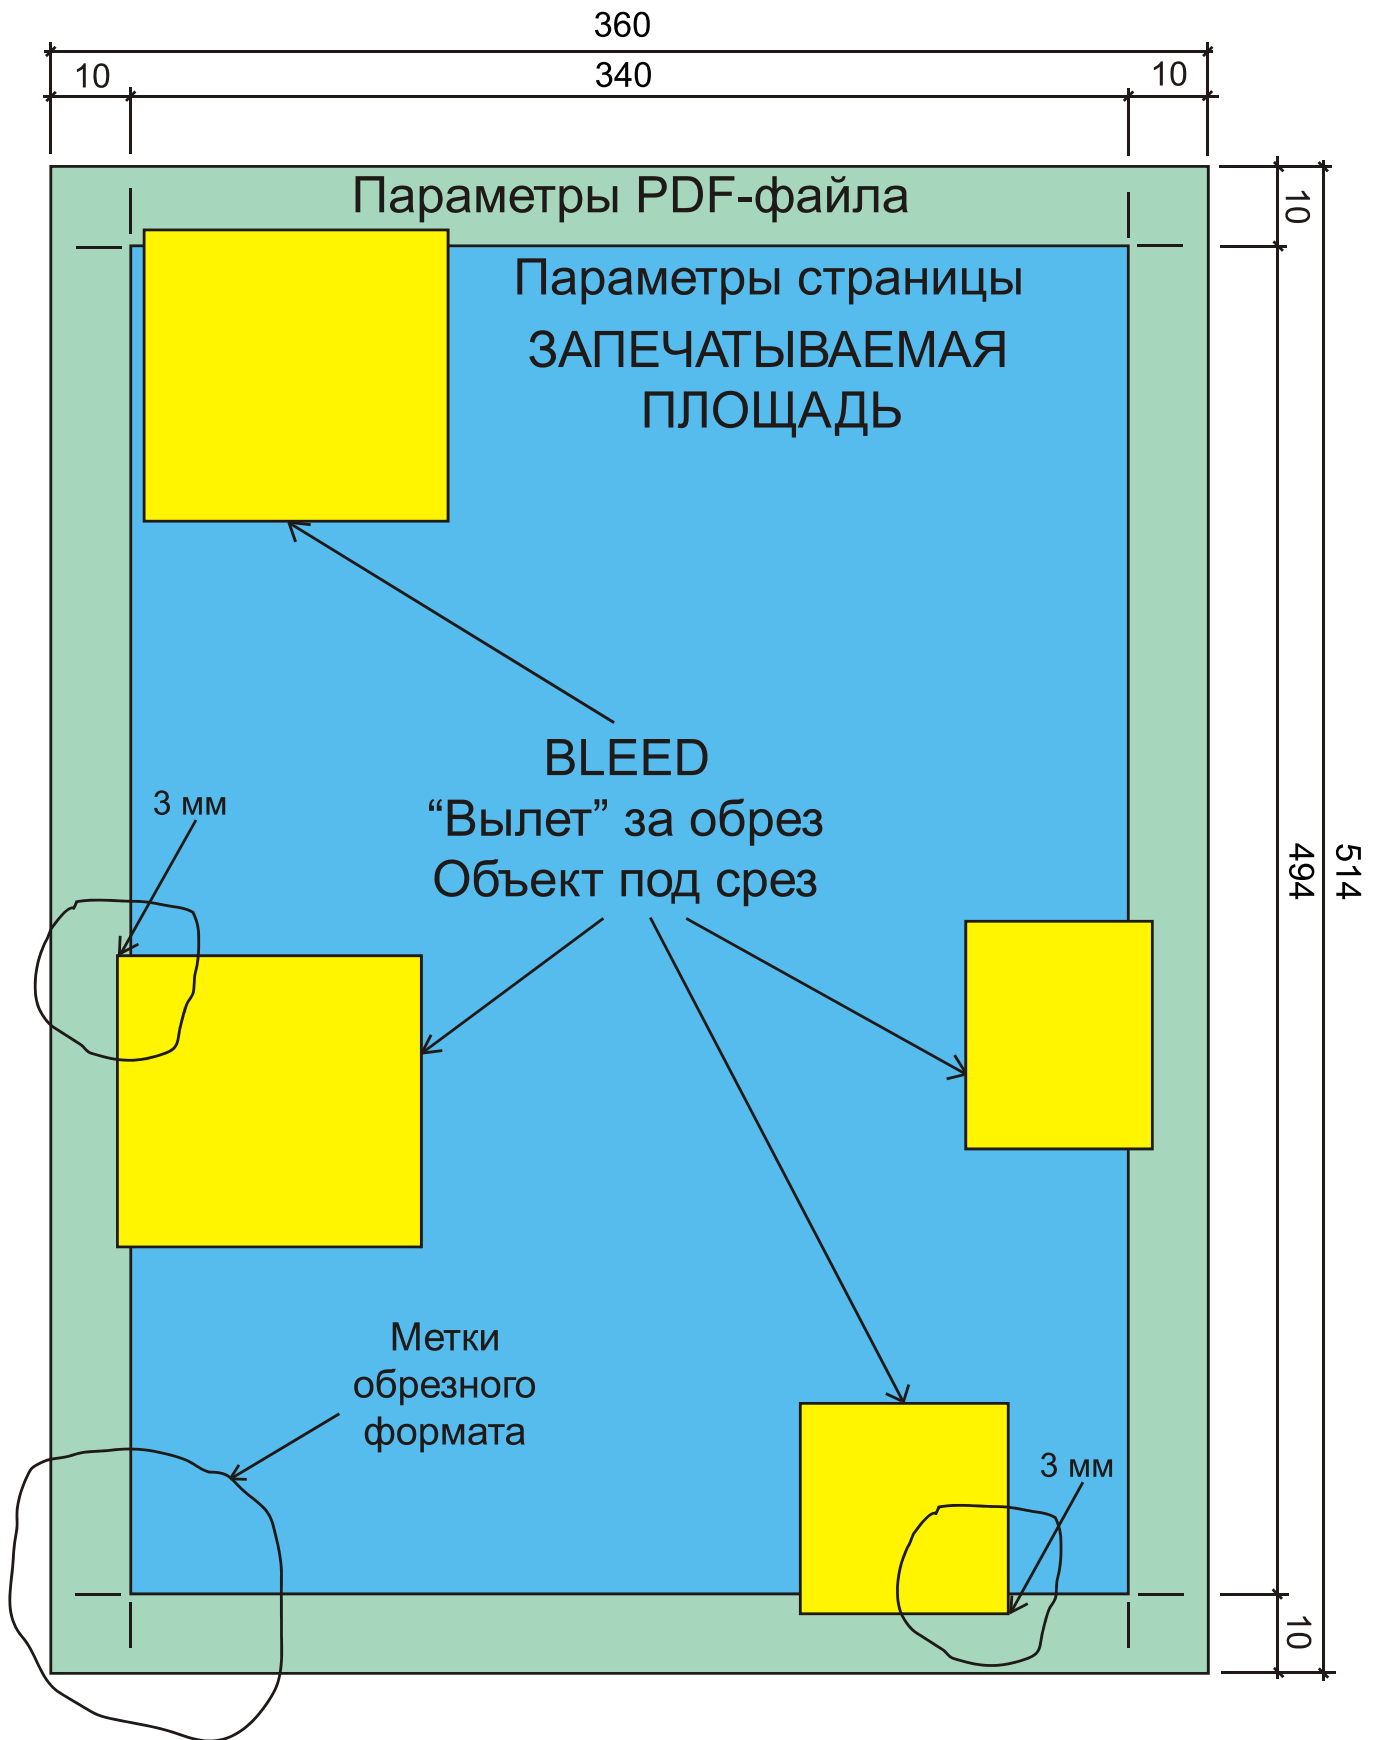 360
10
340
10
Параметры PDF-файла
10
Параметры страницы
ЗАПЕЧАТЫВАЕМАЯ
ПЛОЩАДЬ
BLEED
“Вылет” за обрез
Объект под срез
3 мм
494
514
Метки
обрезного
формата
3 мм
10